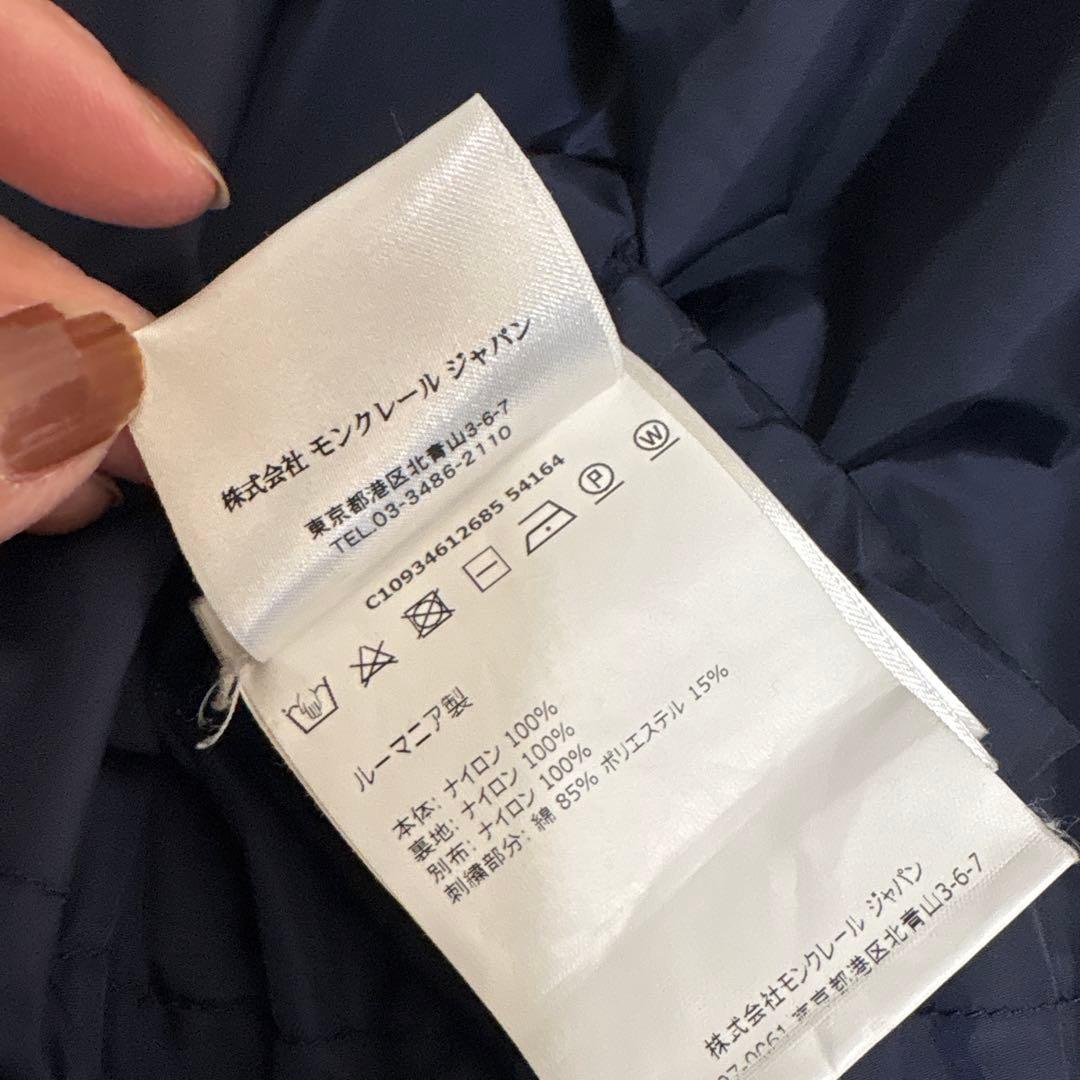 株式会社 モンクレール ジャパン
東京都港区北青山3-6-7
TEL.03-3486-2110
C10934612685 54164
W
P
ルーマニア製
本体: ナイロン 100%
裏地: ナイロン 100%
別布: ナイロン 100%
刺繍部分: 綿 85% ポリエステル 15%
株式会社モンクレール ジャパン
東京都港区北青山3-6-7